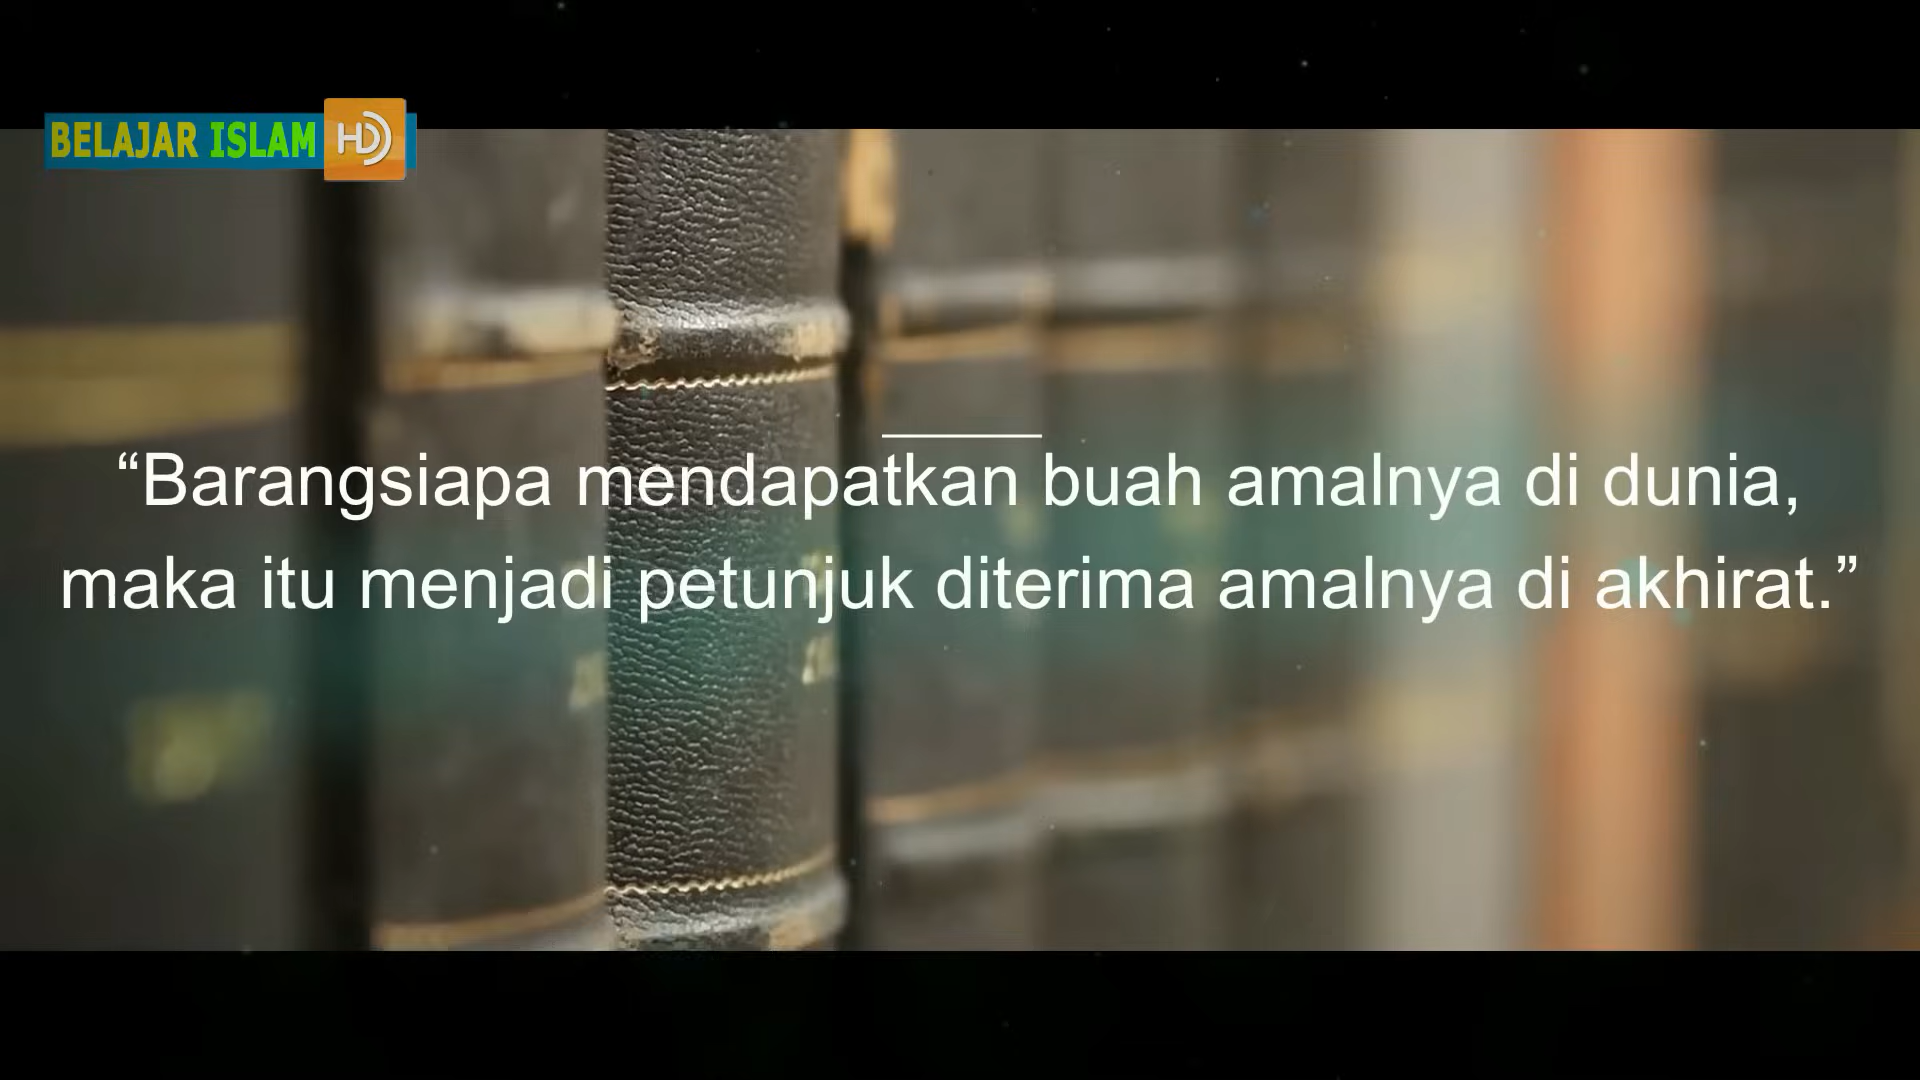 BELAJAR ISLAM HD
“Barangsiapa mendapatkan buah amalnya di dunia,
maka itu menjadi petunjuk diterima amalnya di akhirat.”